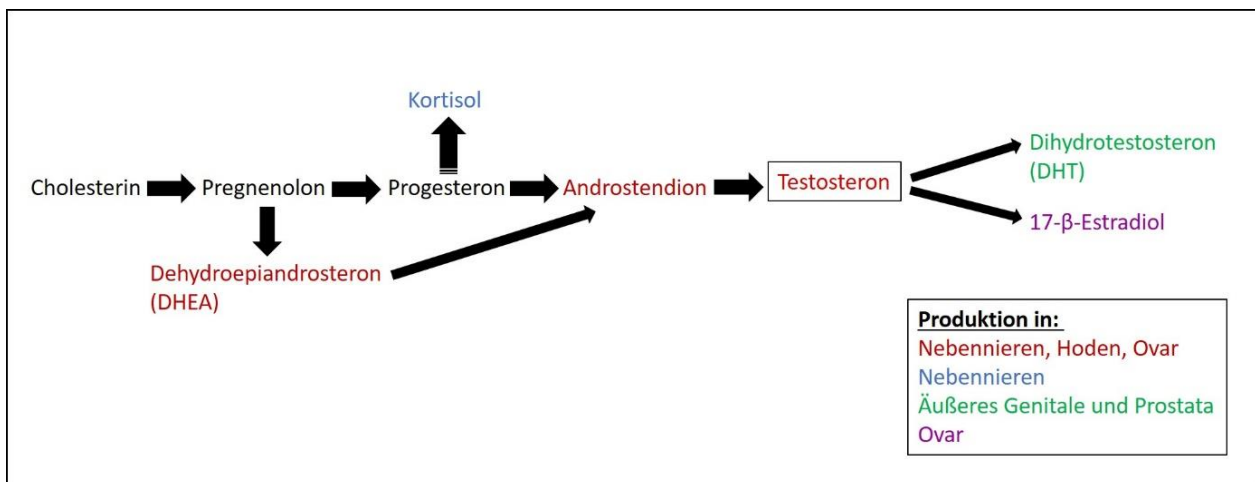 Kortisol
Cholesterin
Pregnenolon
Progesteron
Androstendion
Testosteron
Dihydrotestosteron
(DHT)
17-β-Estradiol
Dehydroepiandrosteron
(DHEA)
Produktion in:
Nebennieren, Hoden, Ovar
Nebennieren
Äußeres Genitale und Prostata
Ovar